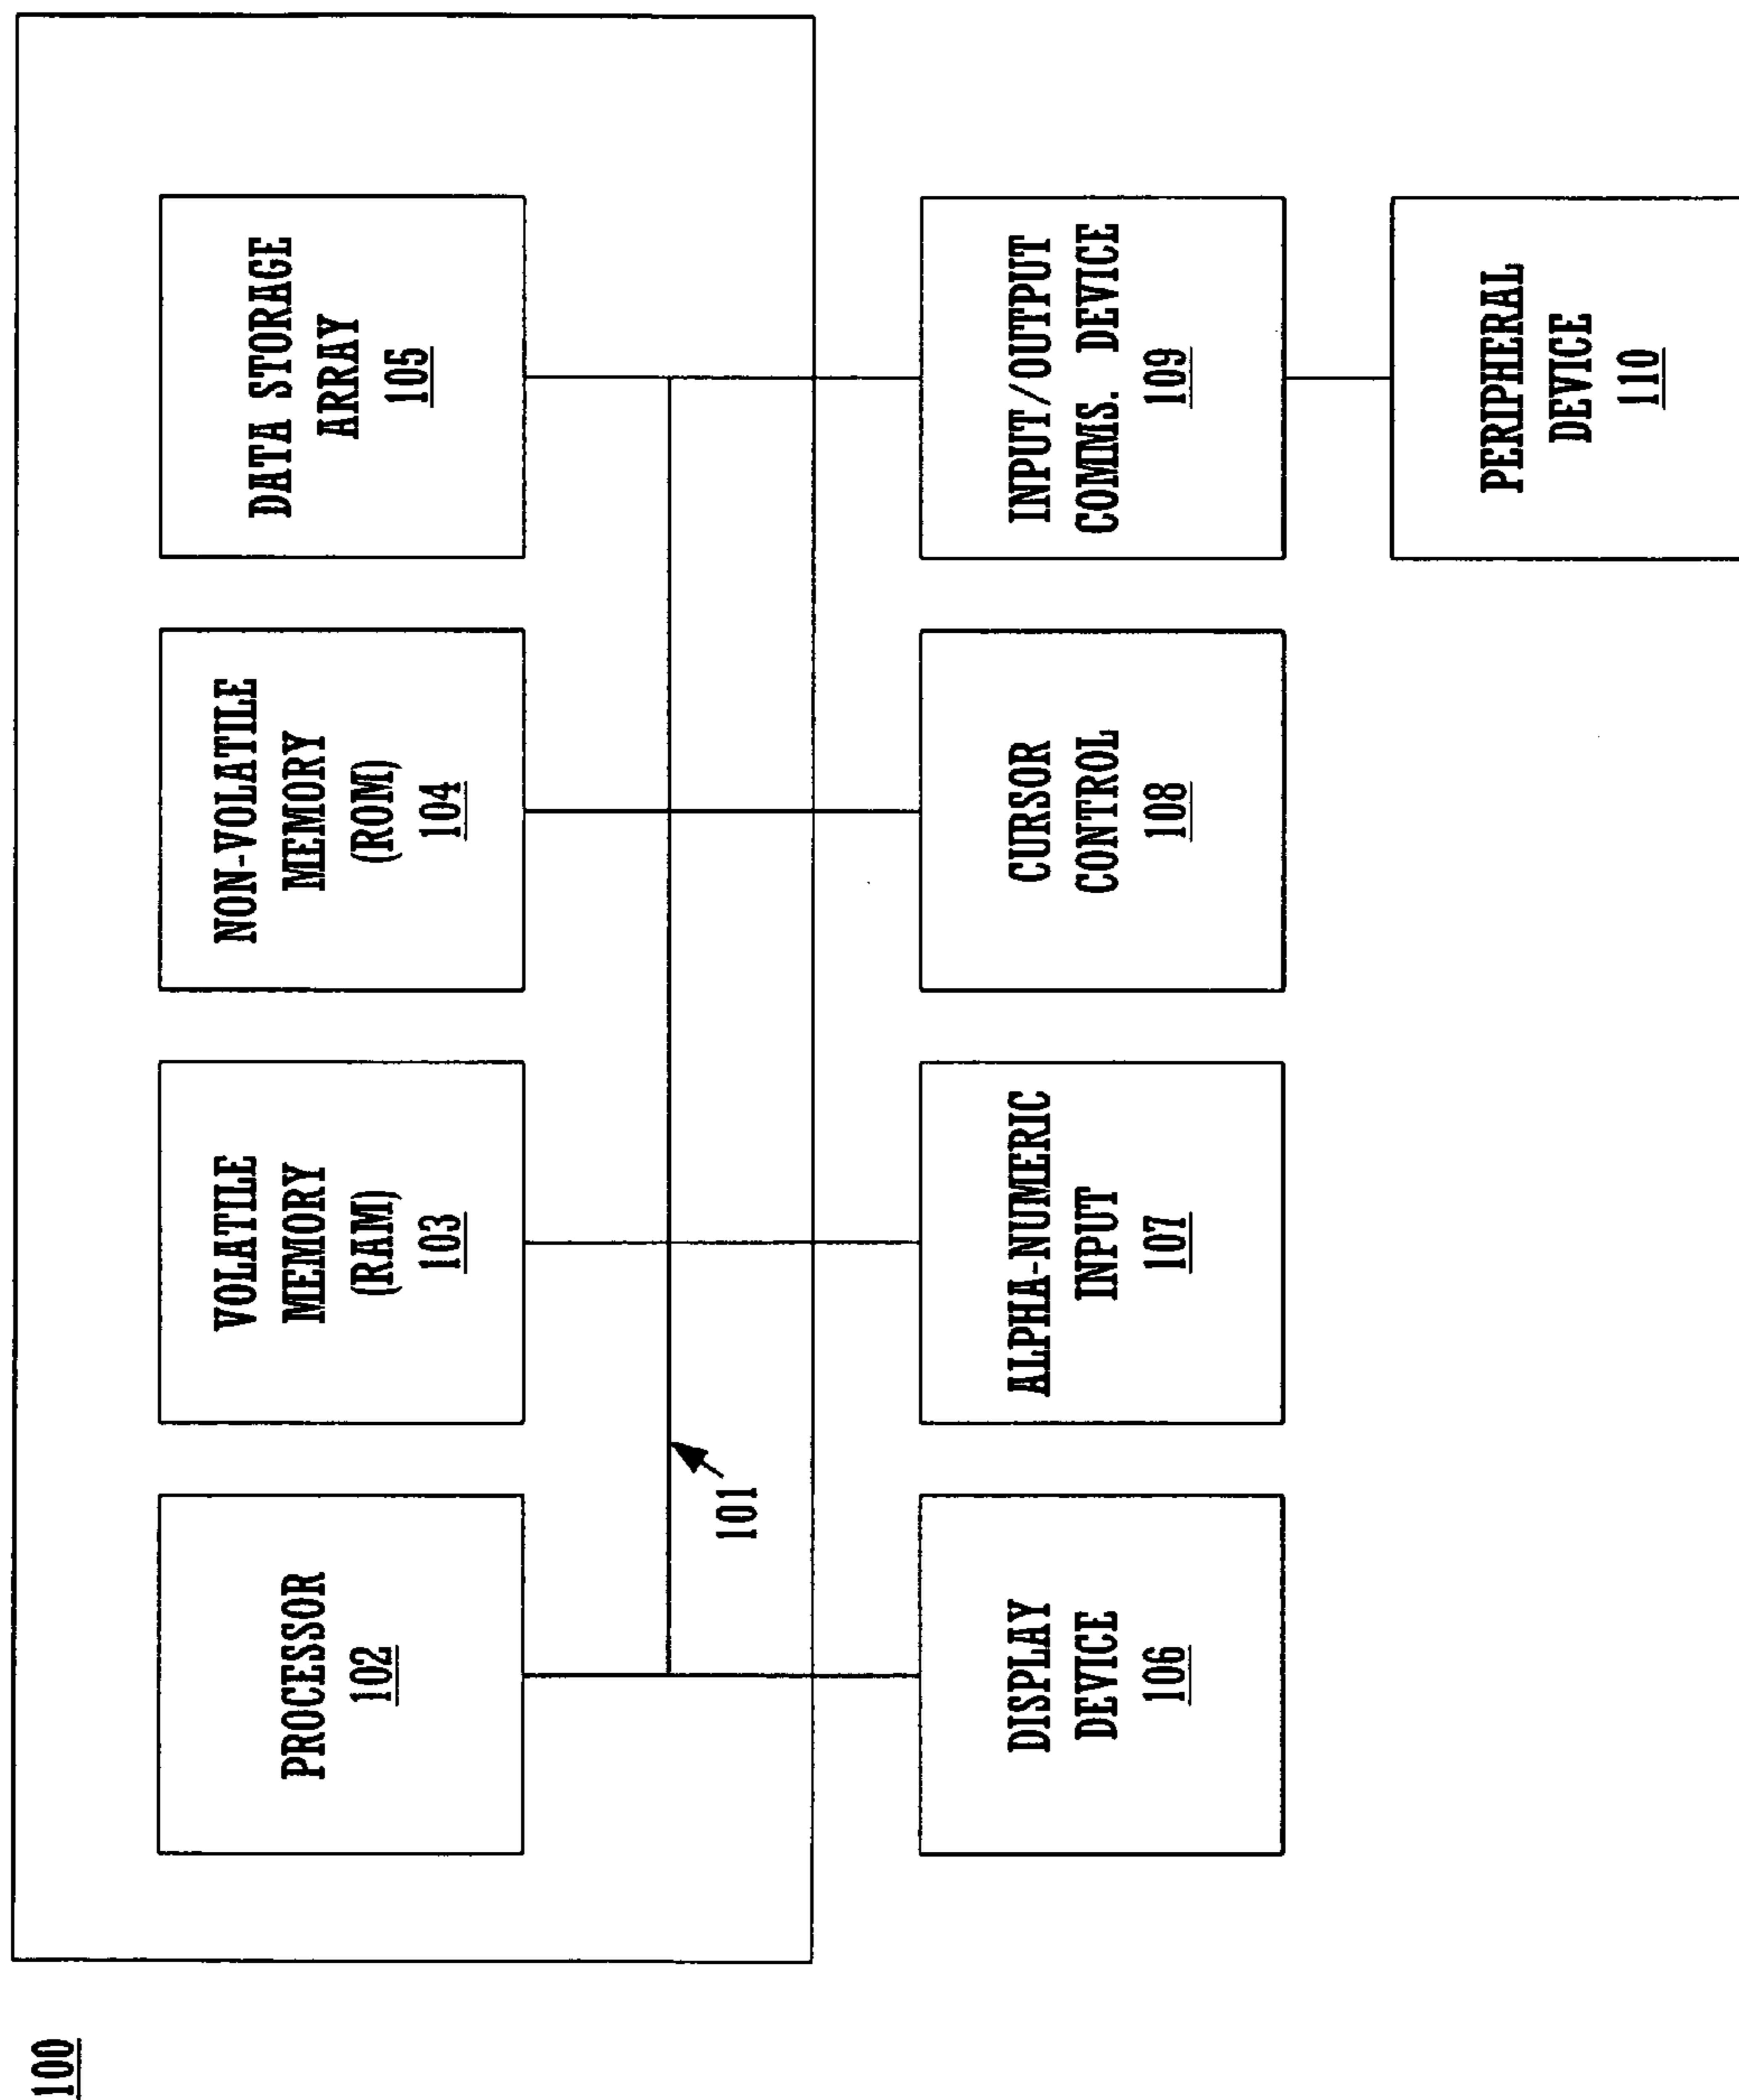 100
PROCESSOR
102
VOLATILE
MEMORY
(RAM)
103
NON-VOLATILE
MEMORY
(ROM)
104
DATA STORAGE
ARRAY
105
101
DISPLAY
DEVICE
106
ALPHA-NUMERIC
INPUT
107
CURSOR
CONTROL
108
INPUT/OUTPUT
COMMS. DEVICE
109
PERIPHERAL
DEVICE
110